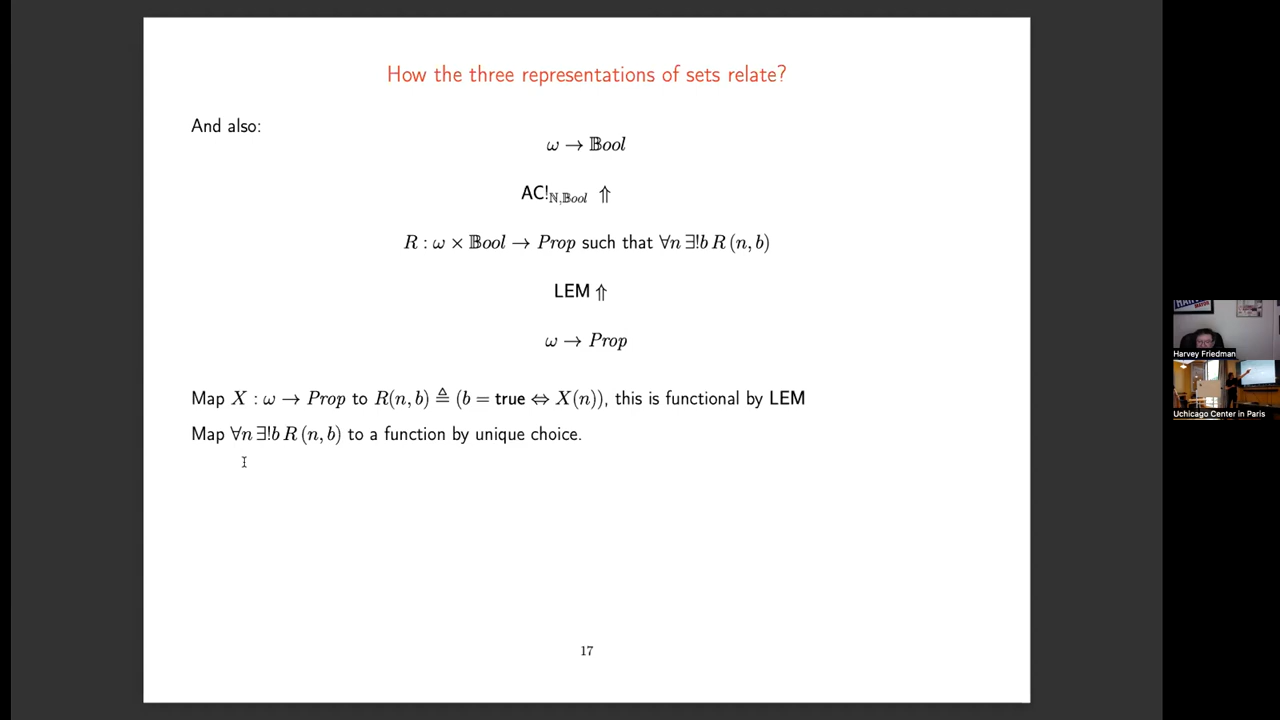 How the three representations of sets relate?
And also:
ω → 𝔹ool
AC!ℕ,𝔹ool ⇑
R : ω × 𝔹ool → Prop such that ∀n ∃!b R (n, b)
LEM ⇑
ω → Prop
Map X : ω → Prop to R(n, b) ≜ (b = true ⇔ X(n)), this is functional by LEM
Map ∀n ∃!b R (n, b) to a function by unique choice.
17
Harvey Friedman
Uchicago Center in Paris